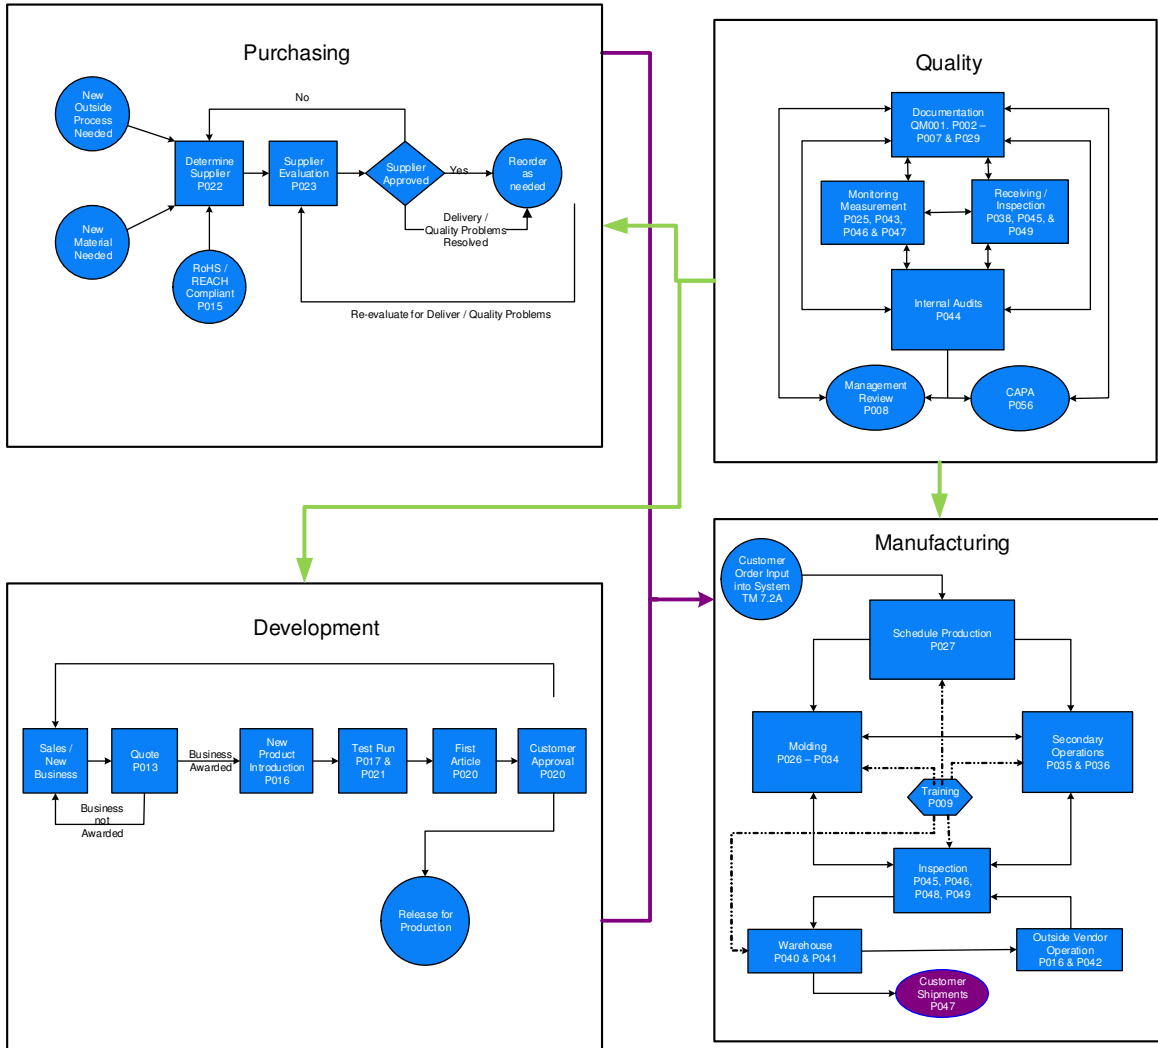 Purchasing
New
Outside
Process
Needed
No
Determine
Supplier
P022
Supplier
Evaluation
P023
Supplier
Approved
Yes
Reorder
as
needed
Delivery /
Quality Problems
Resolved
New
Material
Needed
RoHS /
REACH
Compliant
P015
Re-evaluate for Deliver / Quality Problems
Quality
Documentation
QM001. P002 –
P007 & P029
Monitoring
Measurement
P025, P043,
P046 & P047
Receiving /
Inspection
P038, P045, &
P049
Internal Audits
P044
Management
Review
P008
CAPA
P056
Development
Sales /
New
Business
Quote
P013
Business
Awarded
New
Product
Introduction
P016
Test Run
P017 &
P021
First
Article
P020
Customer
Approval
P020
Business
not
Awarded
Release for
Production
Manufacturing
Customer
Order Input
into System
TM 7.2A
Schedule Production
P027
Molding
P026 – P034
Secondary
Operations
P035 & P036
Training
P009
Inspection
P045, P046,
P048, P049
Warehouse
P040 & P041
Outside Vendor
Operation
P016 & P042
Customer
Shipments
P047